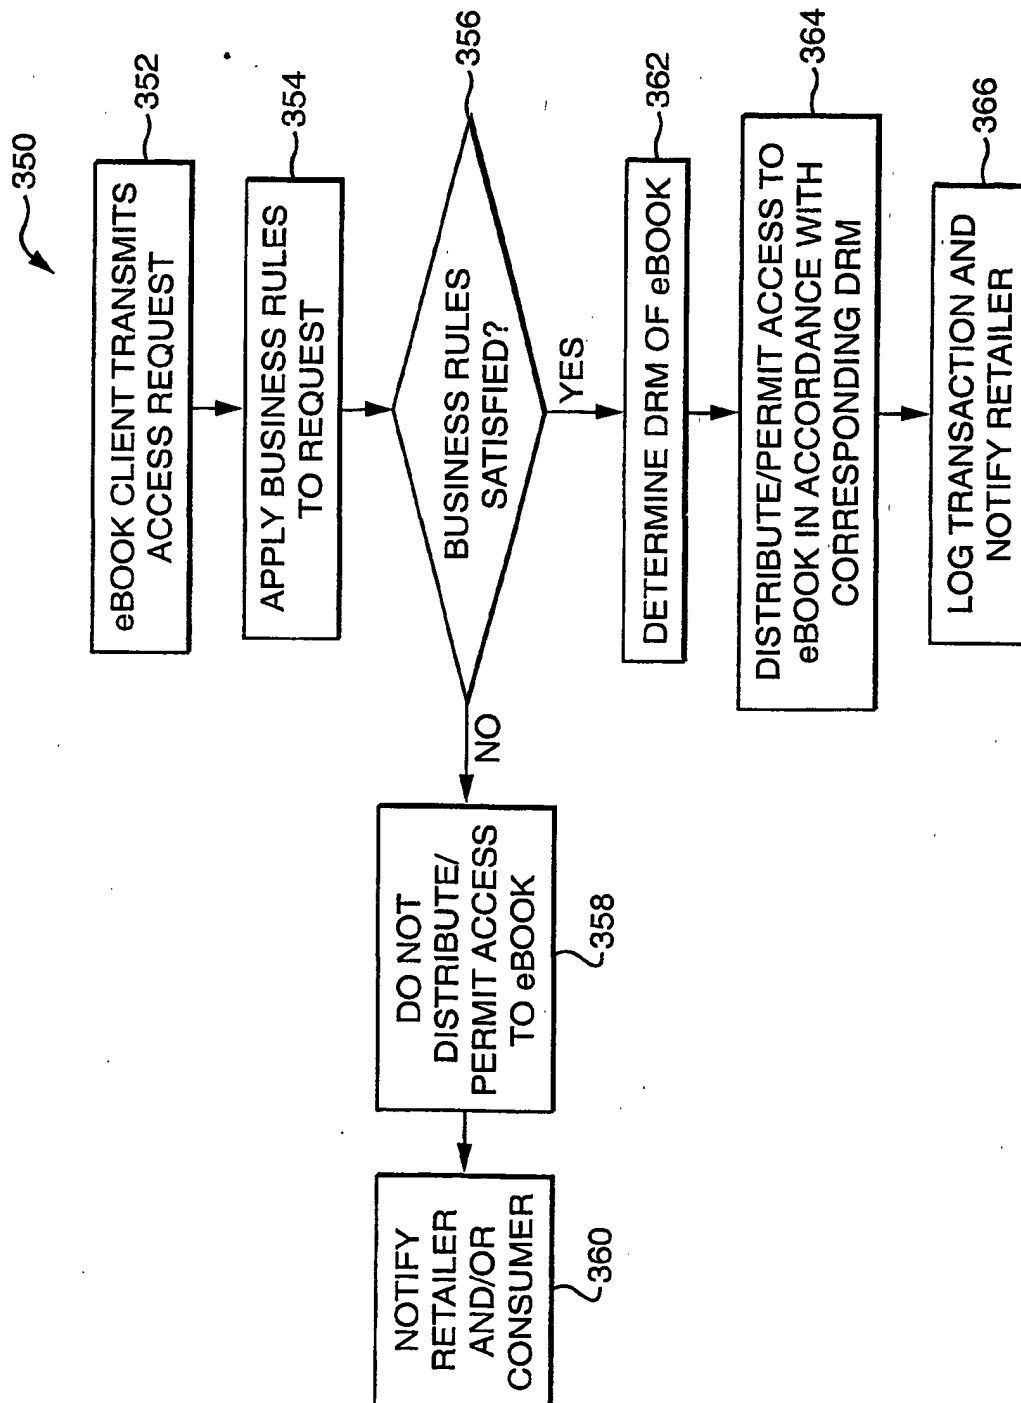 350
eBOOK CLIENT TRANSMITS
ACCESS REQUEST
352
APPLY BUSINESS RULES
TO REQUEST
354
BUSINESS RULES
SATISFIED?
356
NO
YES
DO NOT
DISTRIBUTE/
PERMIT ACCESS
TO eBOOK
358
NOTIFY
RETAILER
AND/OR
CONSUMER
360
DETERMINE DRM OF eBOOK
362
DISTRIBUTE/PERMIT ACCESS TO
eBOOK IN ACCORDANCE WITH
CORRESPONDING DRM
364
LOG TRANSACTION AND
NOTIFY RETAILER
366